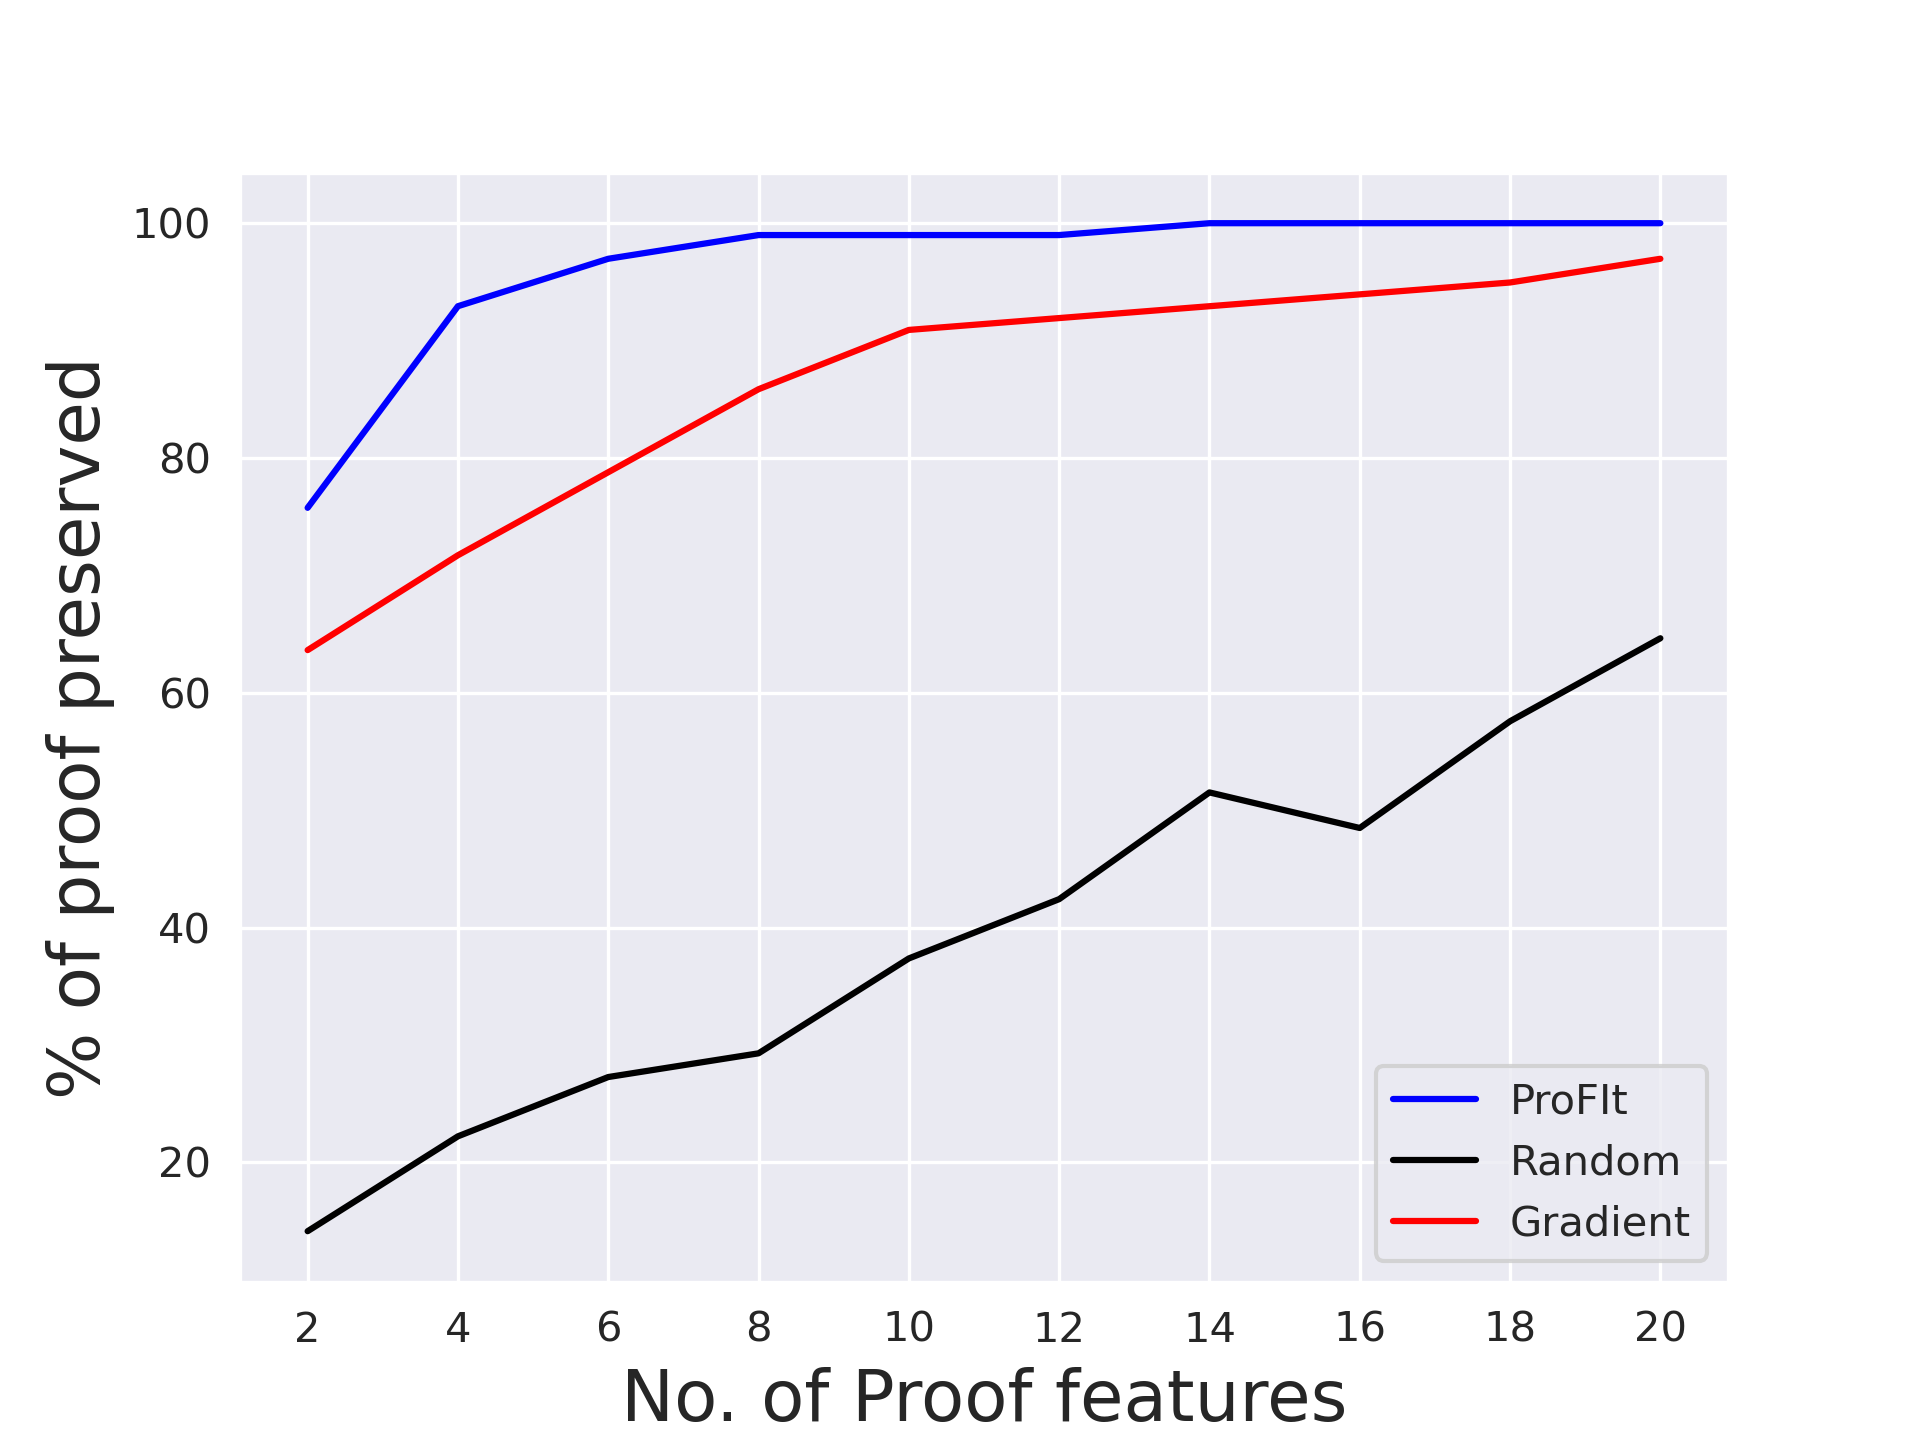 % of proof preserved
100
80
60
40
20
ProFIt
Random
Gradient
2 4 6 8 10 12 14 16 18 20
No. of Proof features